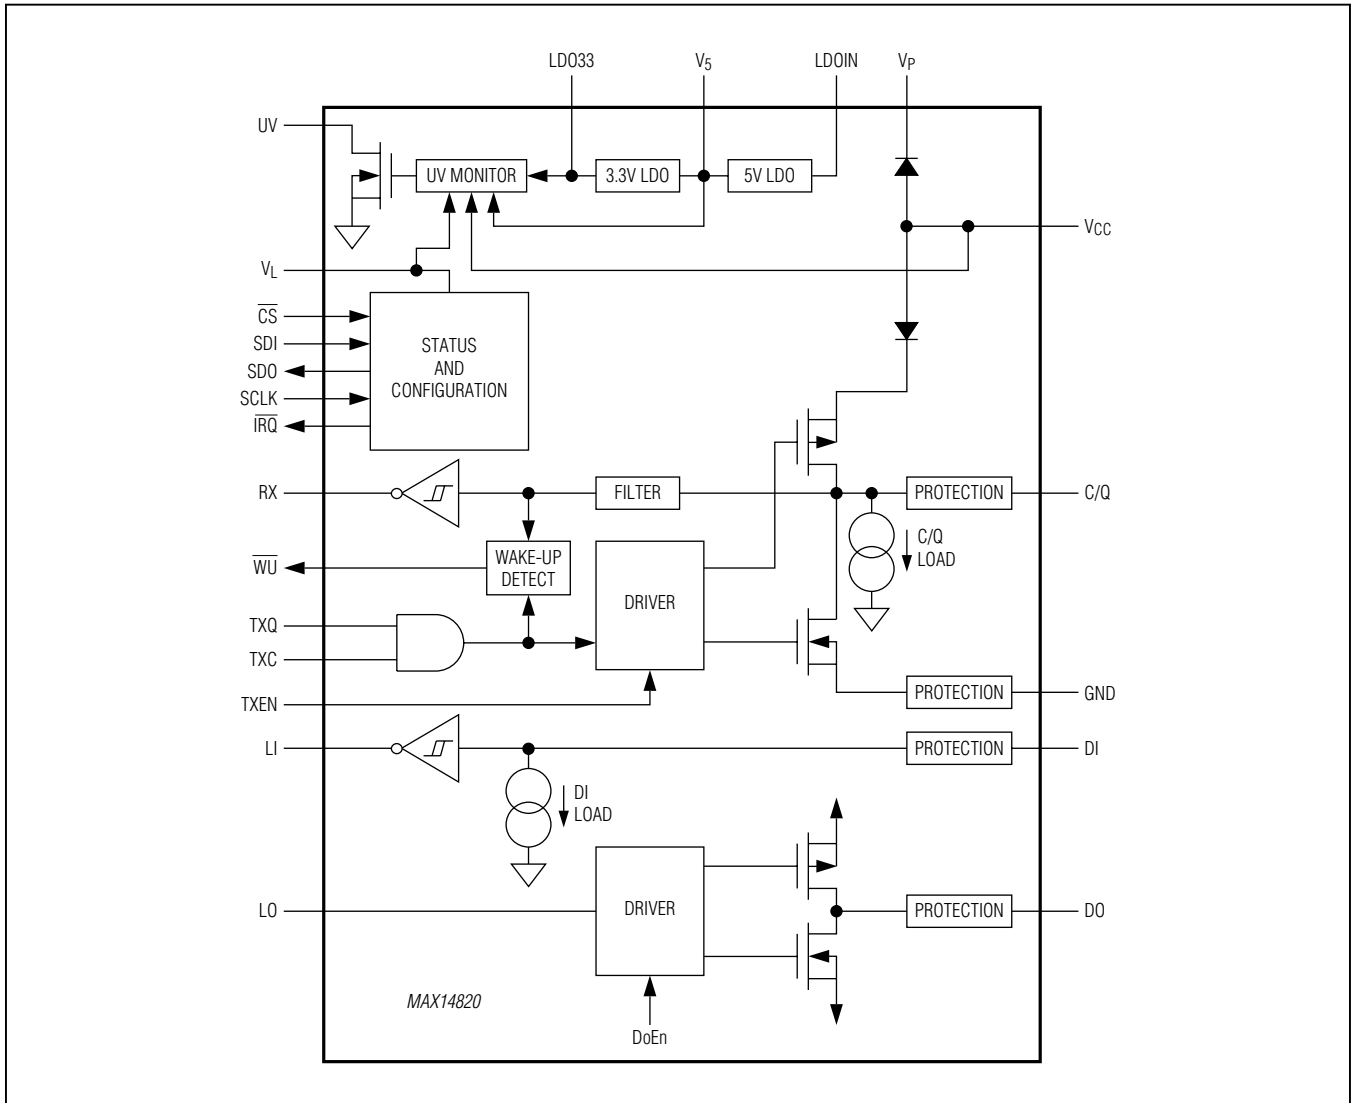 LDO33
V5
LDOIN
VP
UV
UV MONITOR
3.3V LDO
5V LDO
VCC
VL
CS
SDI
SDO
SCLK
IRQ
STATUS
AND
CONFIGURATION
RX
FILTER
PROTECTION
C/Q
C/Q
LOAD
WU
WAKE-UP
DETECT
DRIVER
TXQ
TXC
TXEN
PROTECTION
GND
LI
PROTECTION
DI
DI
LOAD
LO
DRIVER
PROTECTION
DO
MAX14820
DoEn